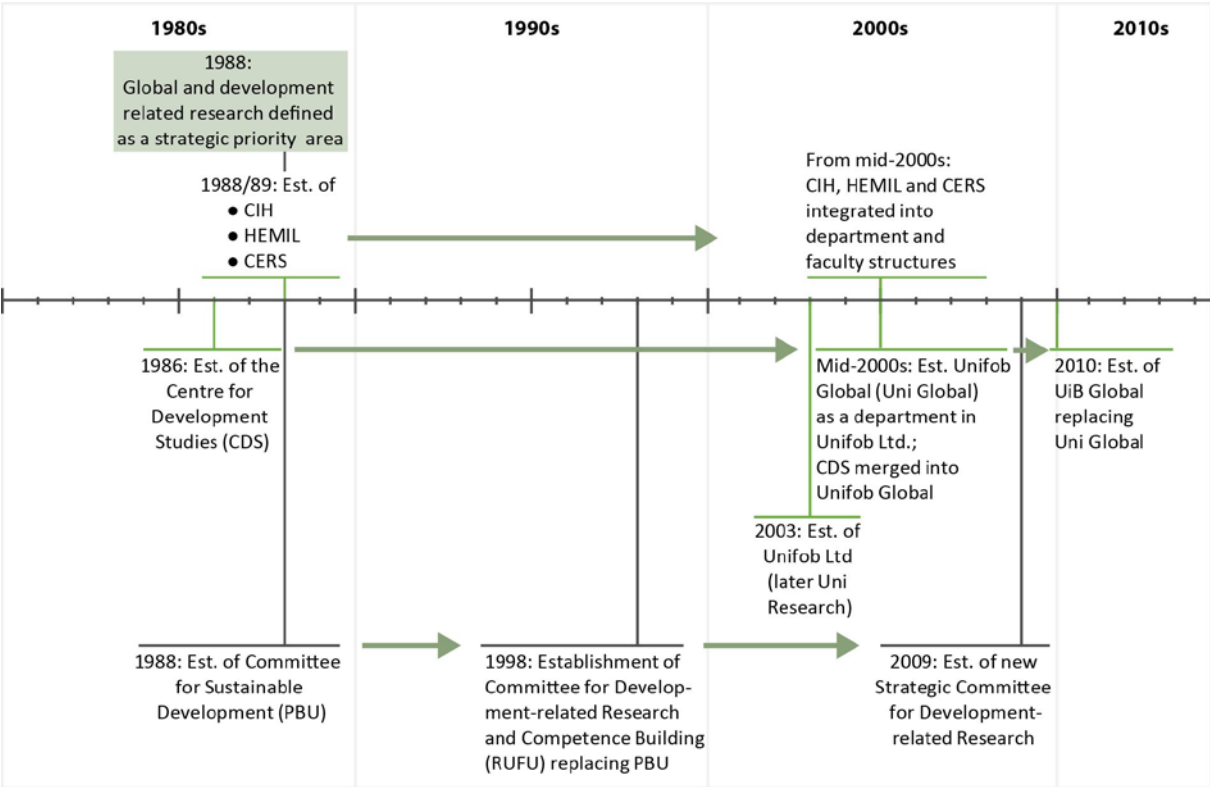 1980s
1990s
2000s
2010s
1988:
Global and development
related research defined
as a strategic priority area
1988/89: Est. of
• CIH
• HEMIL
• CERS
From mid-2000s:
CIH, HEMIL and CERS
integrated into
department and
faculty structures
1986: Est. of the
Centre for
Development
Studies (CDS)
Mid-2000s: Est. Unifob
Global (Uni Global)
as a department in
Unifob Ltd.;
CDS merged into
Unifob Global
2010: Est. of
UiB Global
replacing
Uni Global
2003: Est. of
Unifob Ltd
(later Uni
Research)
1988: Est. of Committee
for Sustainable
Development (PBU)
1998: Establishment of
Committee for Develop-
ment-related Research
and Competence Building
(RUFU) replacing PBU
2009: Est. of new
Strategic Committee
for Development-
related Research